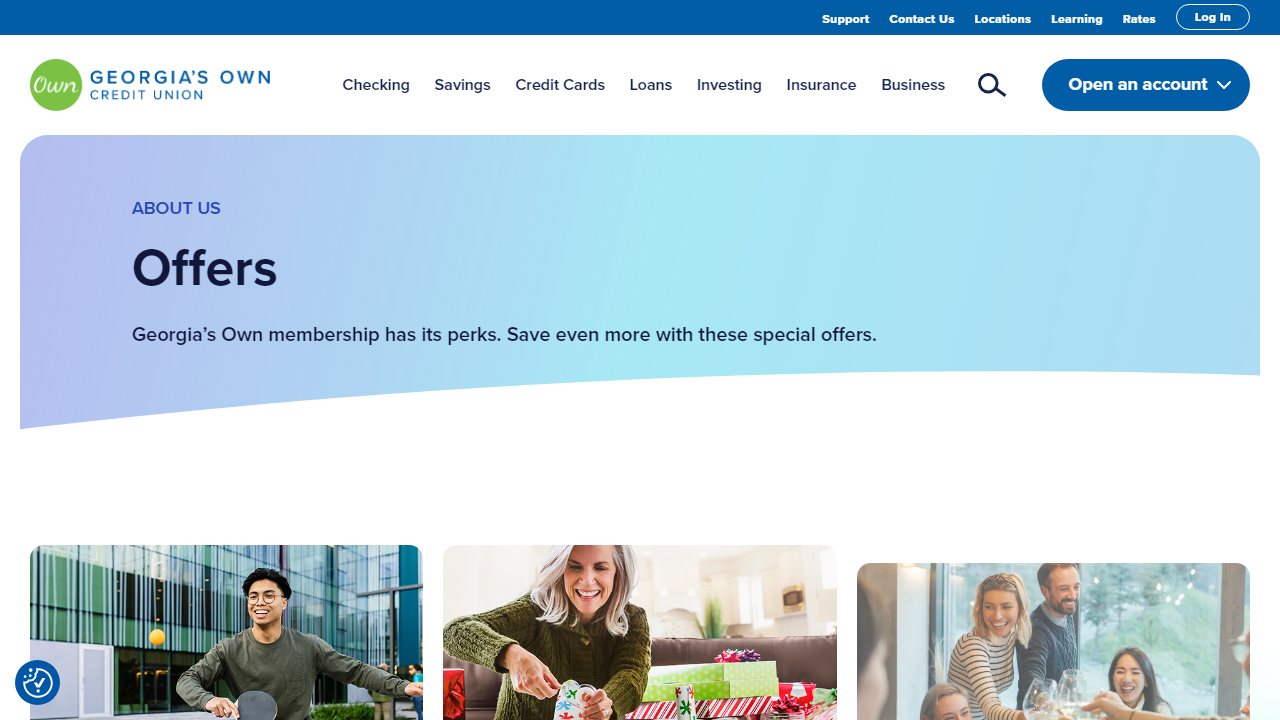 Support Contact Us Locations Learning Rates Log In
Own GEORGIA'S OWN
CREDIT UNION
Checking Savings Credit Cards Loans Investing Insurance Business Open an account
ABOUT US
Offers
Georgia’s Own membership has its perks. Save even more with these special offers.